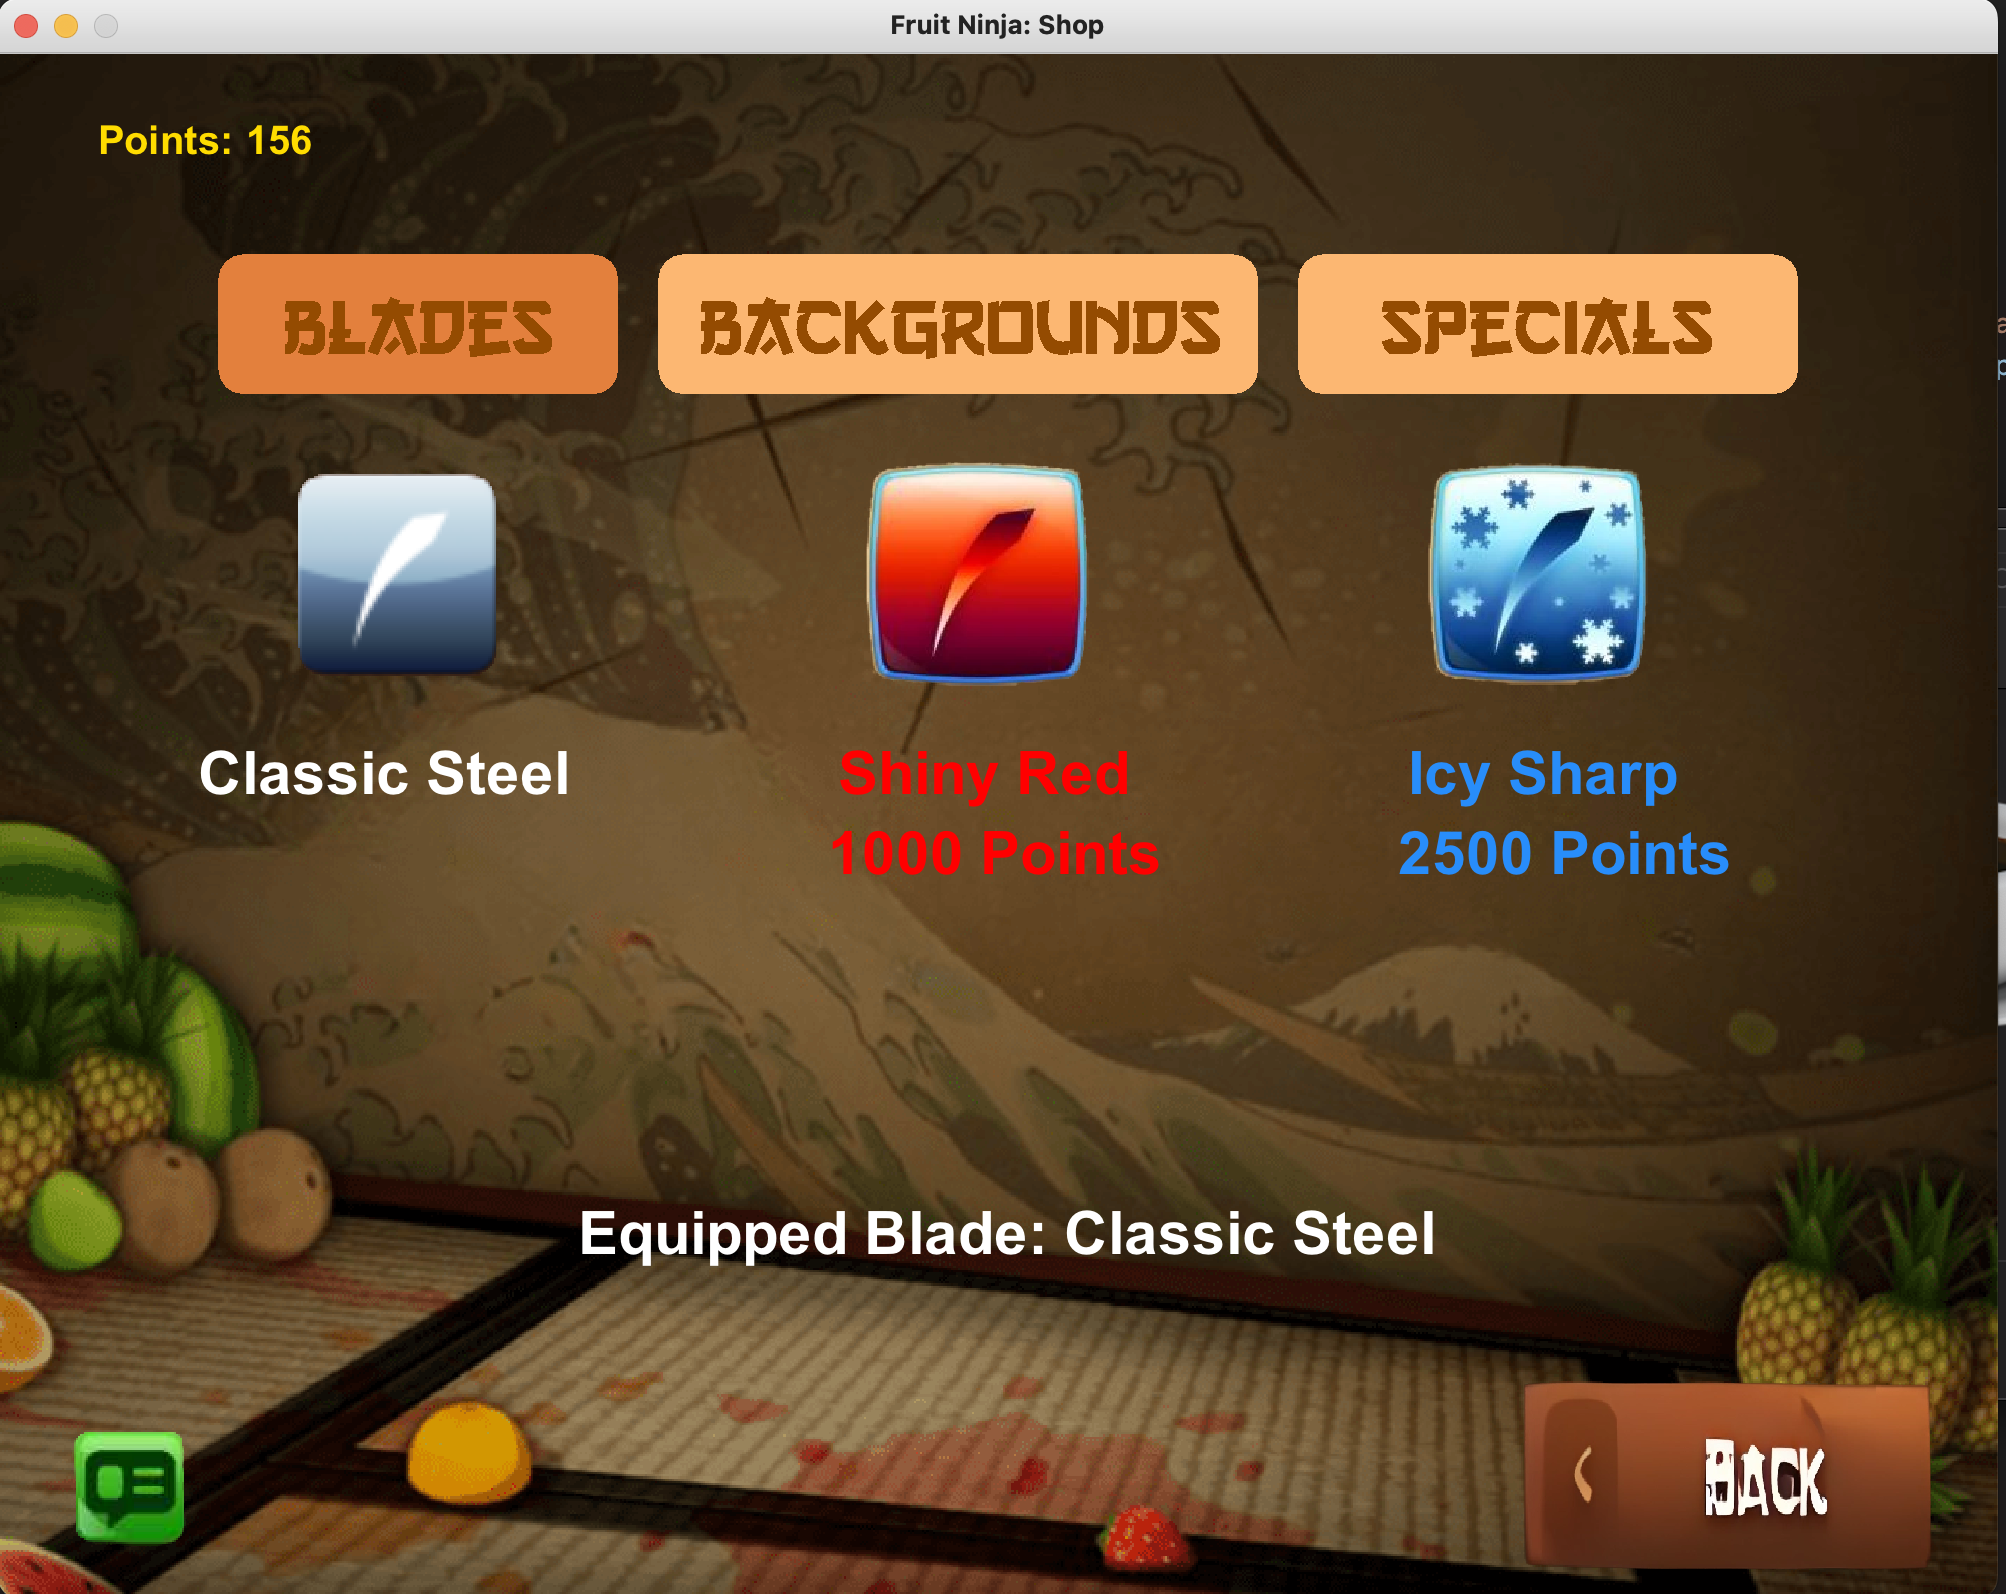 Fruit Ninja: Shop
Points: 156
BLADES
BACKGROUNDS
SPECIALS
Classic Steel
Shiny Red
1000 Points
Icy Sharp
2500 Points
Equipped Blade: Classic Steel
BACK